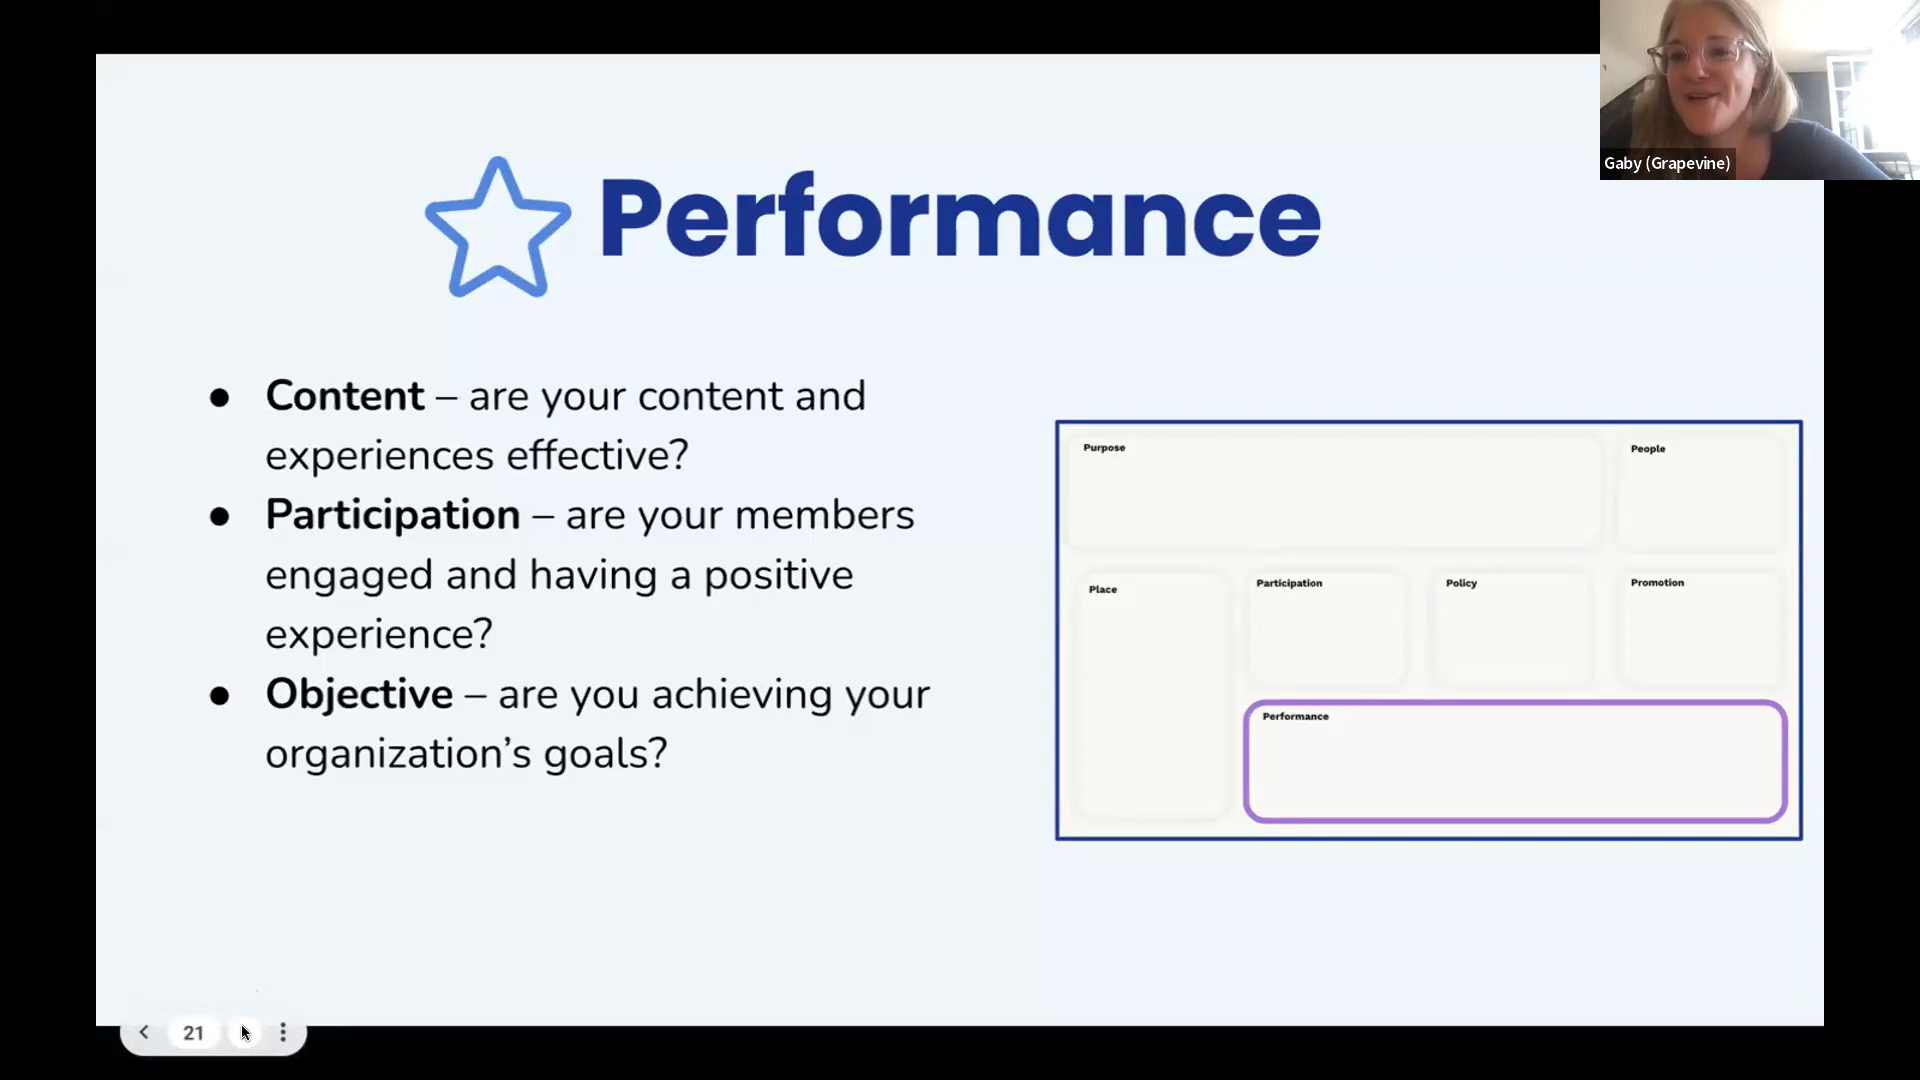 Gaby (Grapevine)
Performance
● Content – are your content and
experiences effective?
● Participation – are your members
engaged and having a positive
experience?
● Objective – are you achieving your
organization’s goals?
Purpose
People
Place
Participation
Policy
Promotion
Performance
21